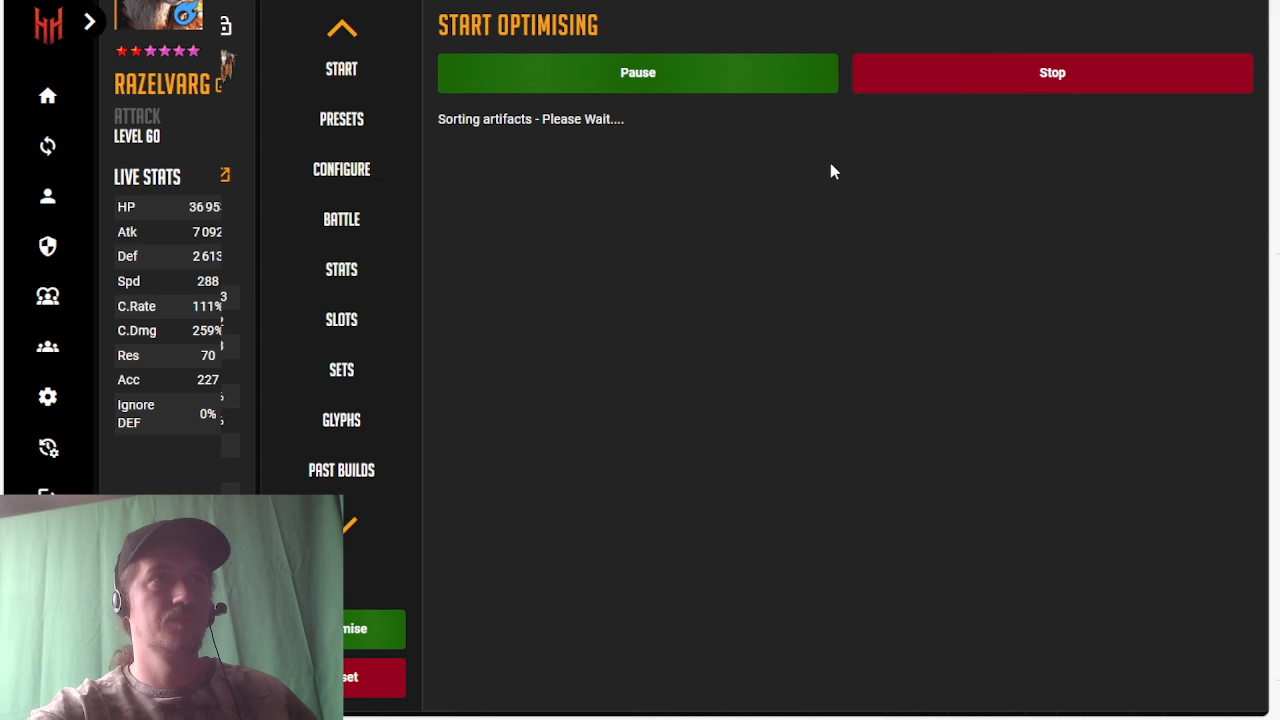 RAZELVARG
ATTACK
LEVEL 60
LIVE STATS
HP
Atk 7 092
Def 2 613
Spd 288
C.Rate 111%
C.Dmg 259%
Res 70
Acc 227
Ignore DEF 0%
START
PRESETS
CONFIGURE
BATTLE
STATS
SLOTS
SETS
GLYPHS
PAST BUILDS
START OPTIMISING
Pause
Stop
Sorting artifacts - Please Wait....